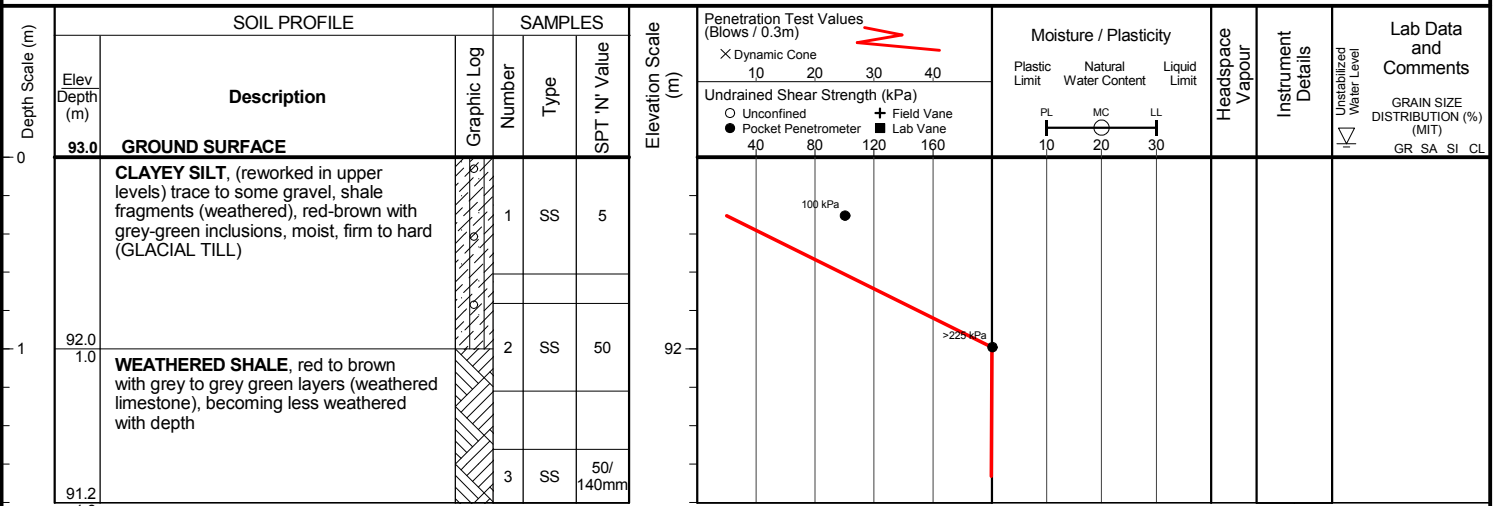 SOIL PROFILE
SAMPLES
Depth Scale (m)
Elev
Depth
(m)
Description
Graphic Log
Number
Type
SPT 'N' Value
Elevation Scale
(m)
Penetration Test Values
(Blows / 0.3m)
× Dynamic Cone
10 20 30 40
Undrained Shear Strength (kPa)
Unconfined
Field Vane
Pocket Penetrometer
Lab Vane
40 80 120 160
Moisture / Plasticity
Plastic
Limit
Natural
Water Content
Liquid
Limit
PL MC LL
10 20 30
Headspace
Vapour
Instrument
Details
Unstabilized
Water Level
Lab Data
and
Comments
GRAIN SIZE
DISTRIBUTION (%)
(MIT)
GR SA SI CL
93.0 GROUND SURFACE
0
CLAYEY SILT, (reworked in upper
levels) trace to some gravel, shale
fragments (weathered), red-brown with
grey-green inclusions, moist, firm to hard
(GLACIAL TILL)
1 SS 5
100 kPa
92.0
1.0
1
2 SS 50
92
>225 kPa
WEATHERED SHALE, red to brown
with grey to grey green layers (weathered
limestone), becoming less weathered
with depth
3 SS 50/
140mm
91.2